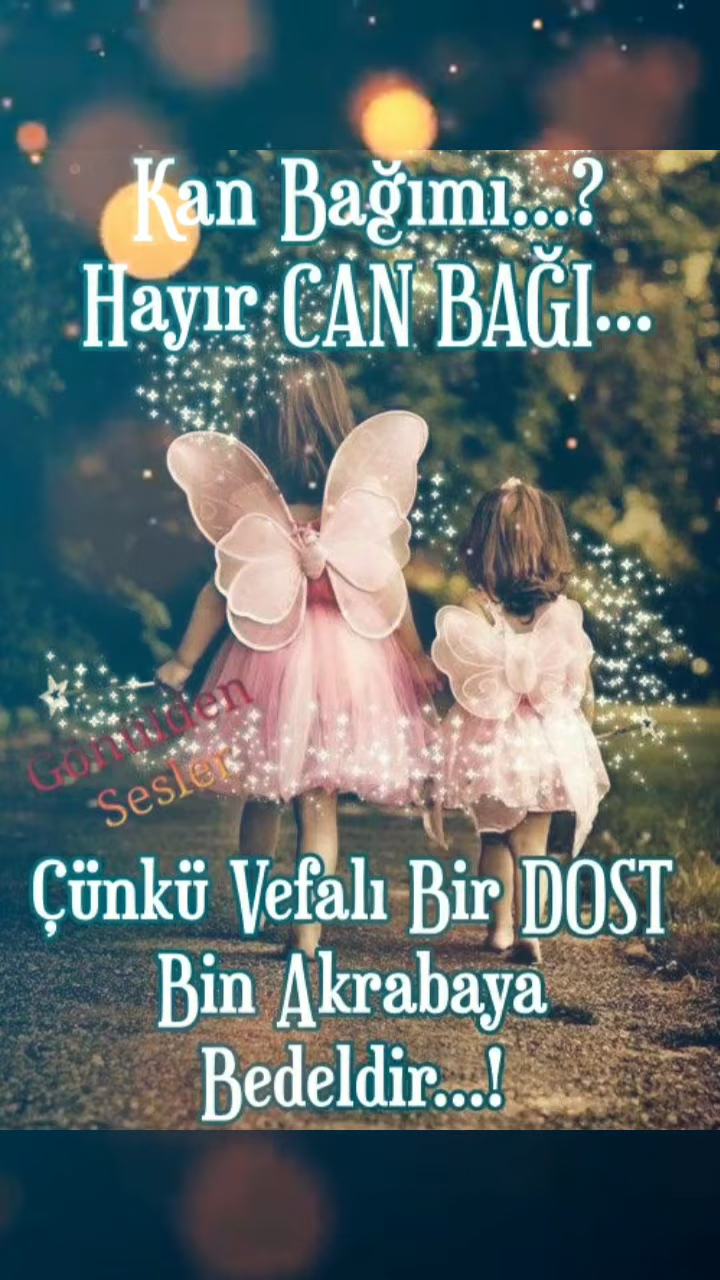 Kan Bağımı...?
Hayır CAN BAĞI...
Gönülden
Sesler
Çünkü Vefalı Bir DOST
Bin Akrabaya
Bedeldir...!